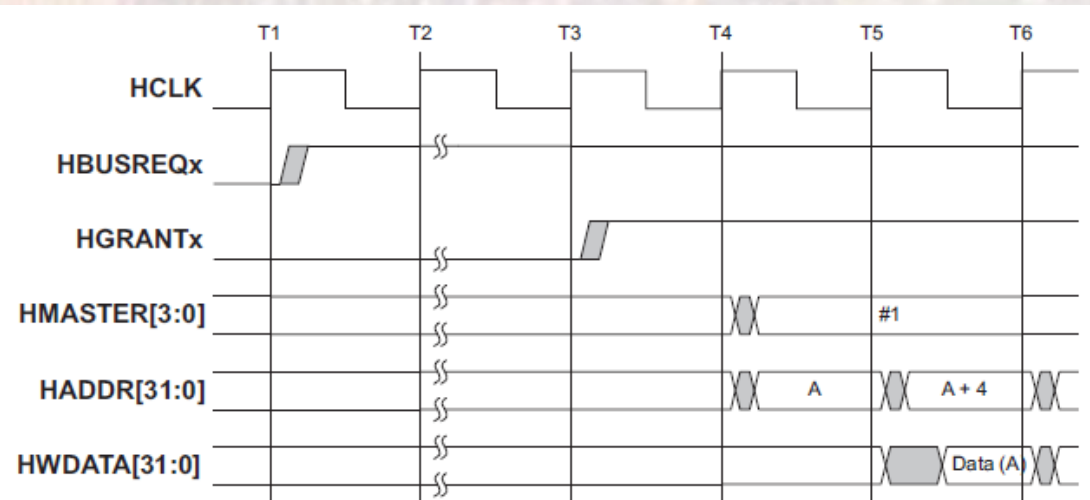 T1 T2 T3 T4 T5 T6
HCLK
HBUSREQx
HGRANTx
HMASTER[3:0] #1
HADDR[31:0] A A + 4
HWDATA[31:0] Data (A)